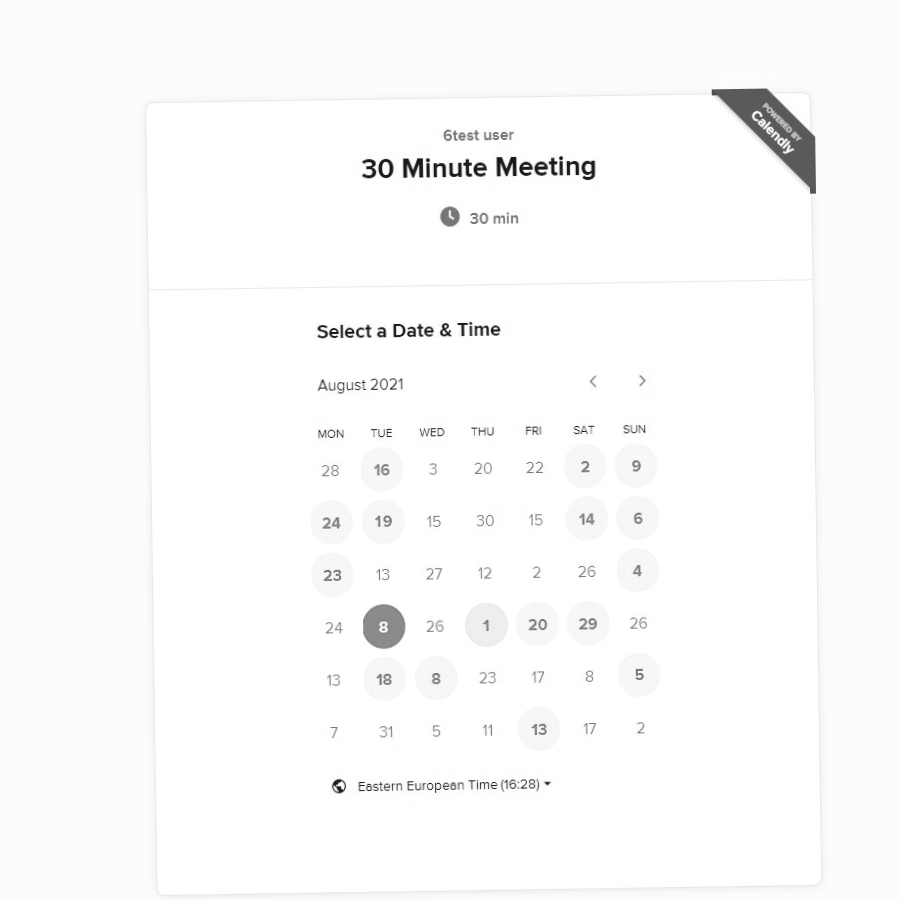 POWERED BY
Calendly
6test user
30 Minute Meeting
30 min
Select a Date & Time
August 2021
MON TUE WED THU FRI SAT SUN
28 16 3 20 22 2 9
24 19 15 30 15 14 6
23 13 27 12 2 26 4
24 8 26 1 20 29 26
13 18 8 23 17 8 5
7 31 5 11 13 17 2
Eastern European Time (16:28)